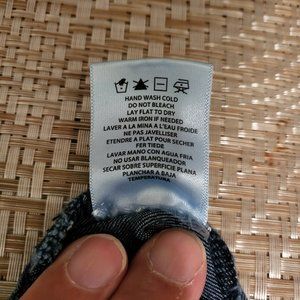 HAND WASH COLD
DO NOT BLEACH
LAY FLAT TO DRY
WARM IRON IF NEEDED
LAVER A LA MINA A L'EAU FROIDE
NE PAS JAVELLISER
ETENDRE A PLAT POUR SECHER
FER TIEDE
LAVAR MANO CON AGUA FRIA
NO USAR BLANQUEADOR
SECAR SOBRE SUPERFICIE PLANA
PLANCHAR A BAJA
TEMPERATURA